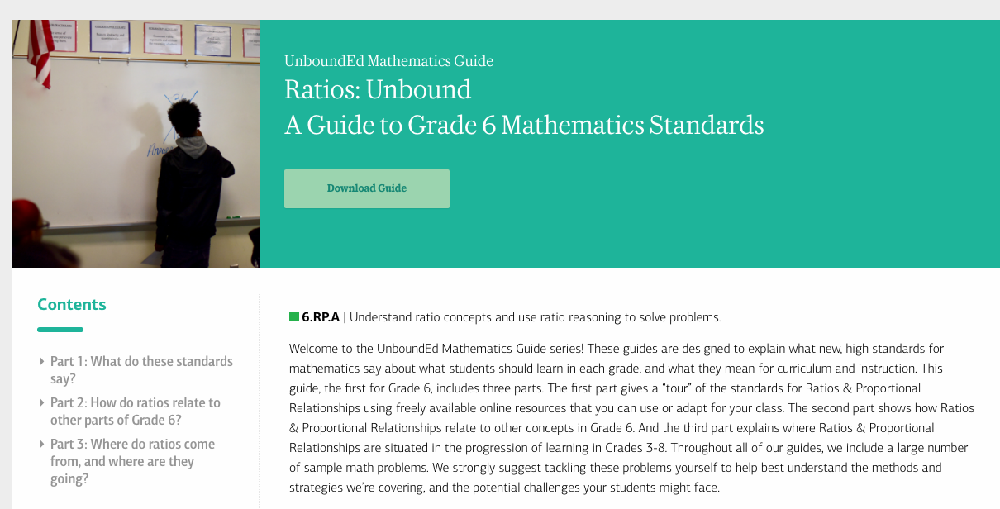 UnboundEd Mathematics Guide
Ratios: Unbound
A Guide to Grade 6 Mathematics Standards
Download Guide
Contents
Part 1: What do these standards
say?
Part 2: How do ratios relate to
other parts of Grade 6?
Part 3: Where do ratios come
from, and where are they
going?
6.RP.A | Understand ratio concepts and use ratio reasoning to solve problems.
Welcome to the UnboundEd Mathematics Guide series! These guides are designed to explain what new, high standards for
mathematics say about what students should learn in each grade, and what they mean for curriculum and instruction. This
guide, the first for Grade 6, includes three parts. The first part gives a “tour” of the standards for Ratios & Proportional
Relationships using freely available online resources that you can use or adapt for your class. The second part shows how Ratios
& Proportional Relationships relate to other concepts in Grade 6. And the third part explains where Ratios & Proportional
Relationships are situated in the progression of learning in Grades 3-8. Throughout all of our guides, we include a large number
of sample math problems. We strongly suggest tackling these problems yourself to help best understand the methods and
strategies we’re covering, and the potential challenges your students might face.